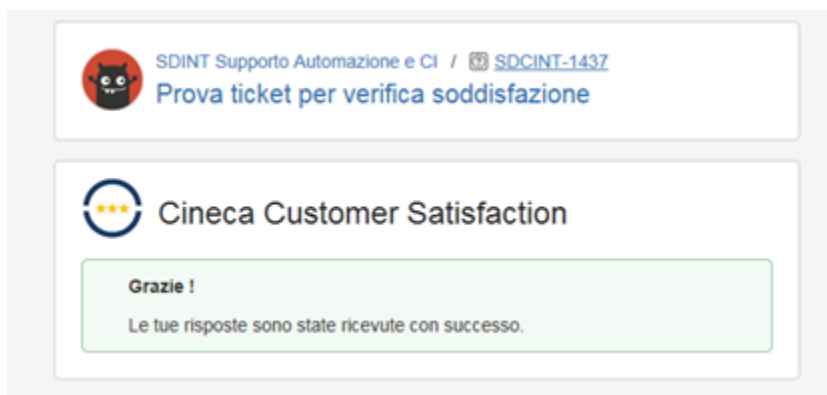 SDINT Supporto Automazione e CI / SDCINT-1437
Prova ticket per verifica soddisfazione
Cineca Customer Satisfaction
Grazie !
Le tue risposte sono state ricevute con successo.